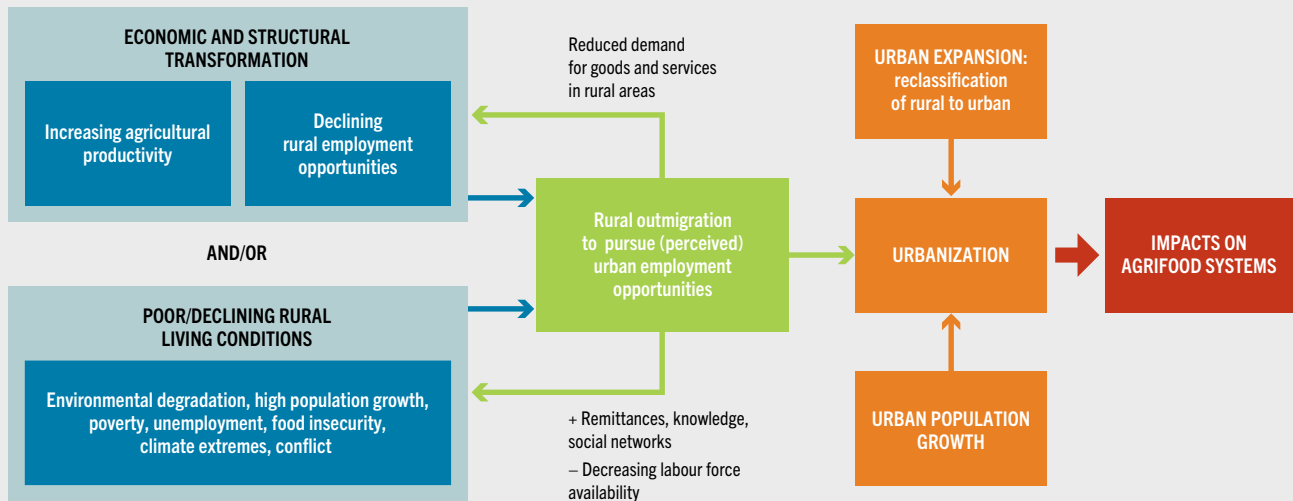 ECONOMIC AND STRUCTURAL
TRANSFORMATION
Increasing agricultural
productivity
Declining
rural employment
opportunities
AND/OR
POOR/DECLINING RURAL
LIVING CONDITIONS
Environmental degradation, high population growth,
poverty, unemployment, food insecurity,
climate extremes, conflict
Reduced demand
for goods and services
in rural areas
Rural outmigration
to pursue (perceived)
urban employment
opportunities
+ Remittances, knowledge,
social networks
– Decreasing labour force
availability
URBAN EXPANSION:
reclassification
of rural to urban
URBANIZATION
URBAN POPULATION
GROWTH
IMPACTS ON
AGRIFOOD SYSTEMS